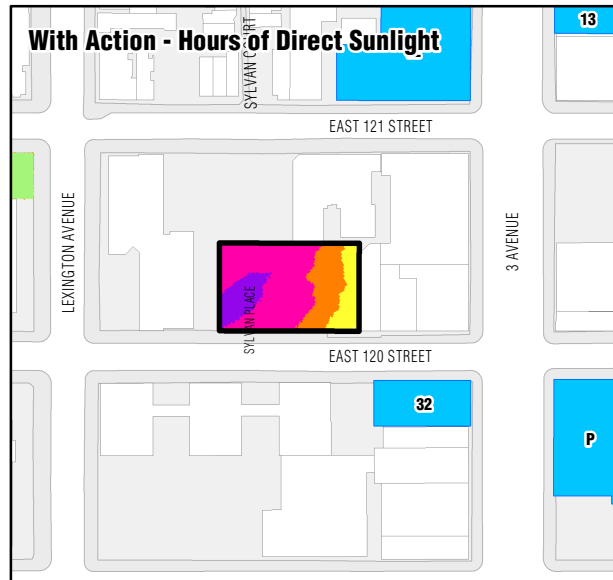 With Action - Hours of Direct Sunlight
13
SYLVAN COURT
EAST 121 STREET
LEXINGTON AVENUE
3 AVENUE
SYLVAN PLACE
EAST 120 STREET
32
P